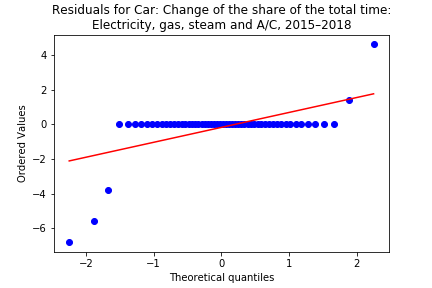 Residuals for Car: Change of the share of the total time:
Electricity, gas, steam and A/C, 2015–2018
Ordered Values
4
2
0
−2
−4
−6
−2
−1
0
1
2
Theoretical quantiles